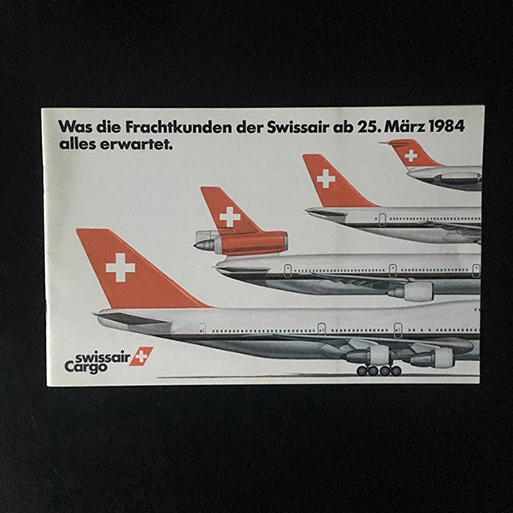 Was die Frachtkunden der Swissair ab 25. März 1984
alles erwartet.
swissair
Cargo